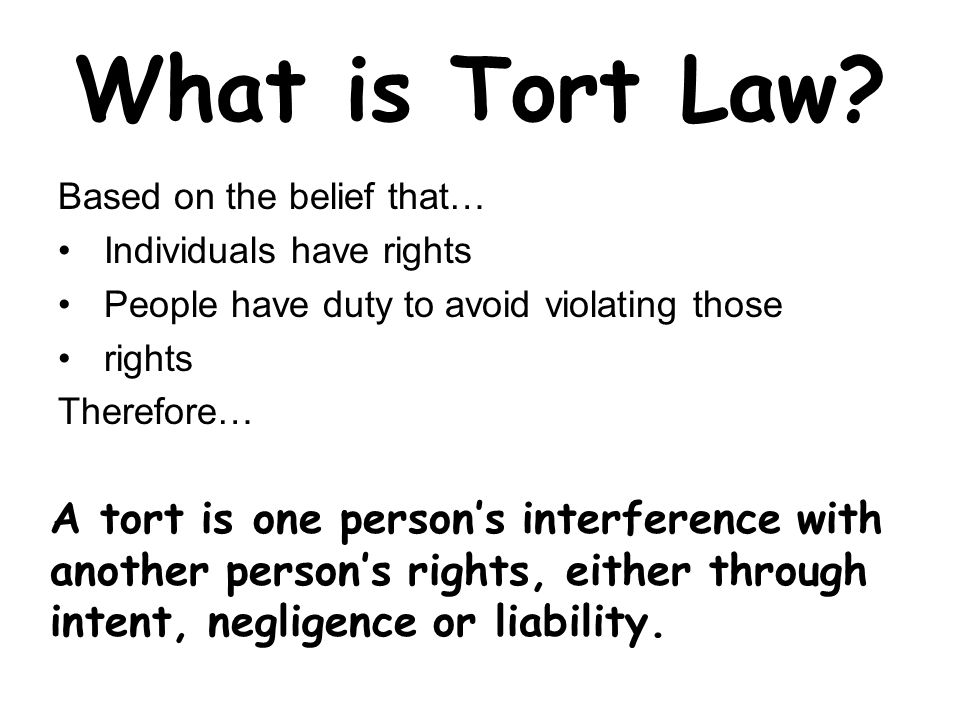 What is Tort Law?
Based on the belief that…
• Individuals have rights
• People have duty to avoid violating those
• rights
Therefore…
A tort is one person’s interference with
another person’s rights, either through
intent, negligence or liability.